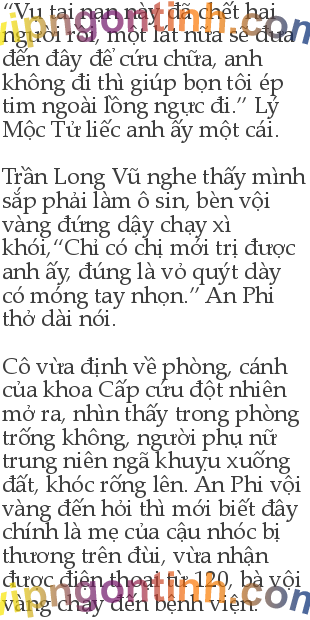 “Vụ tai nạn này đã chết hai
người rồi, một lát nữa sẽ đưa
đến đây để cứu chữa, anh
không đi thì giúp bọn tôi ép
tim ngoài lồng ngực đi.” Lý
Mộc Tử liếc anh ấy một cái.
Trần Long Vũ nghe thấy mình
sắp phải làm ô sin, bèn vội
vàng đứng dậy chạy xì
khói,“Chỉ có chị mới trị được
anh ấy, đúng là vỏ quýt dày
có móng tay nhọn.” An Phi
thở dài nói.
Cô vừa định về phòng, cánh
của khoa Cấp cứu đột nhiên
mở ra, nhìn thấy trong phòng
trống không, người phụ nữ
trung niên ngã khuỵu xuống
đất, khóc rống lên. An Phi vội
vàng đến hỏi thì mới biết đây
chính là mẹ của cậu nhóc bị
thương trên đùi, vừa nhận
được điện thoại từ 120, bà vội
vàng chạy đến bệnh viện.
vipngontinh.com
vipngontinh.com